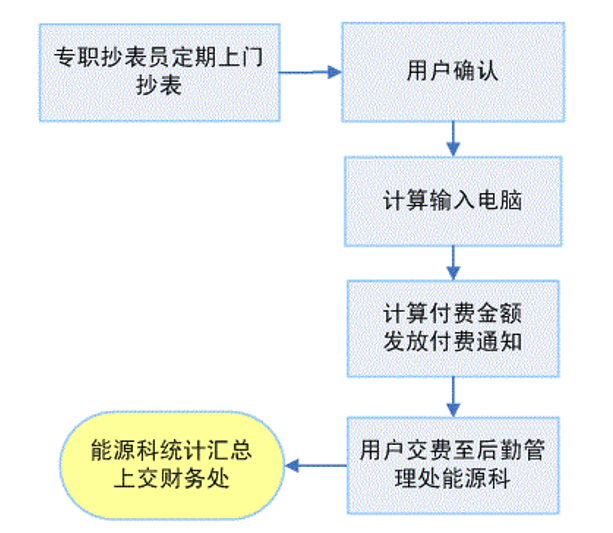 专职抄表员定期上门
抄表
用户确认
计算输入电脑
计算付费金额
发放付费通知
用户交费至后勤管
理处能源科
能源科统计汇总
上交财务处